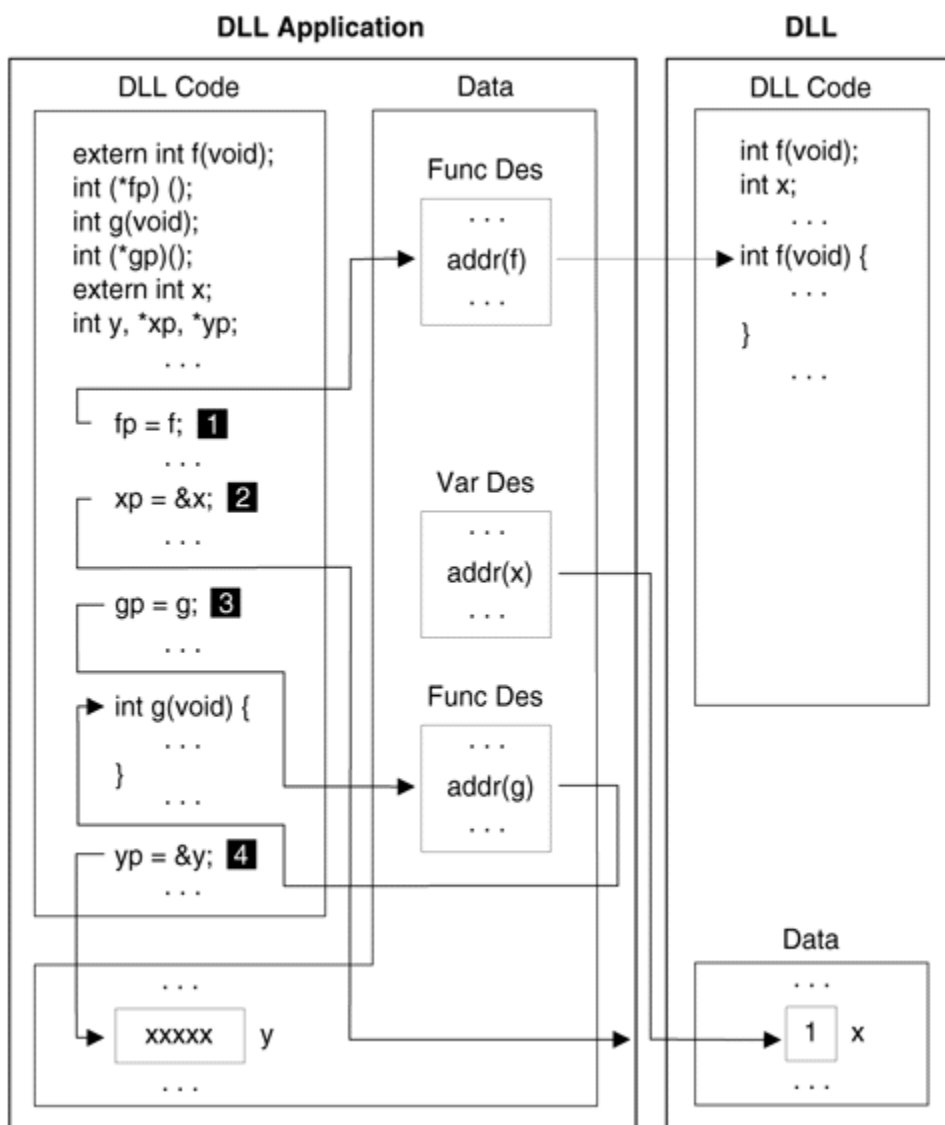 DLL Application
DLL Code
extern int f(void);
int (*fp) ();
int g(void);
int (*gp)();
extern int x;
int y, *xp, *yp;
. . .
fp = f; 1
. . .
xp = &x; 2
. . .
gp = g; 3
. . .
int g(void) {
. . .
}
. . .
yp = &y; 4
. . .
Data
Func Des
. . .
addr(f)
. . .
Var Des
. . .
addr(x)
. . .
Func Des
. . .
addr(g)
. . .
. . .
xxxxx y
. . .
DLL
DLL Code
int f(void);
int x;
. . .
int f(void) {
. . .
}
. . .
Data
. . .
1 x
. . .